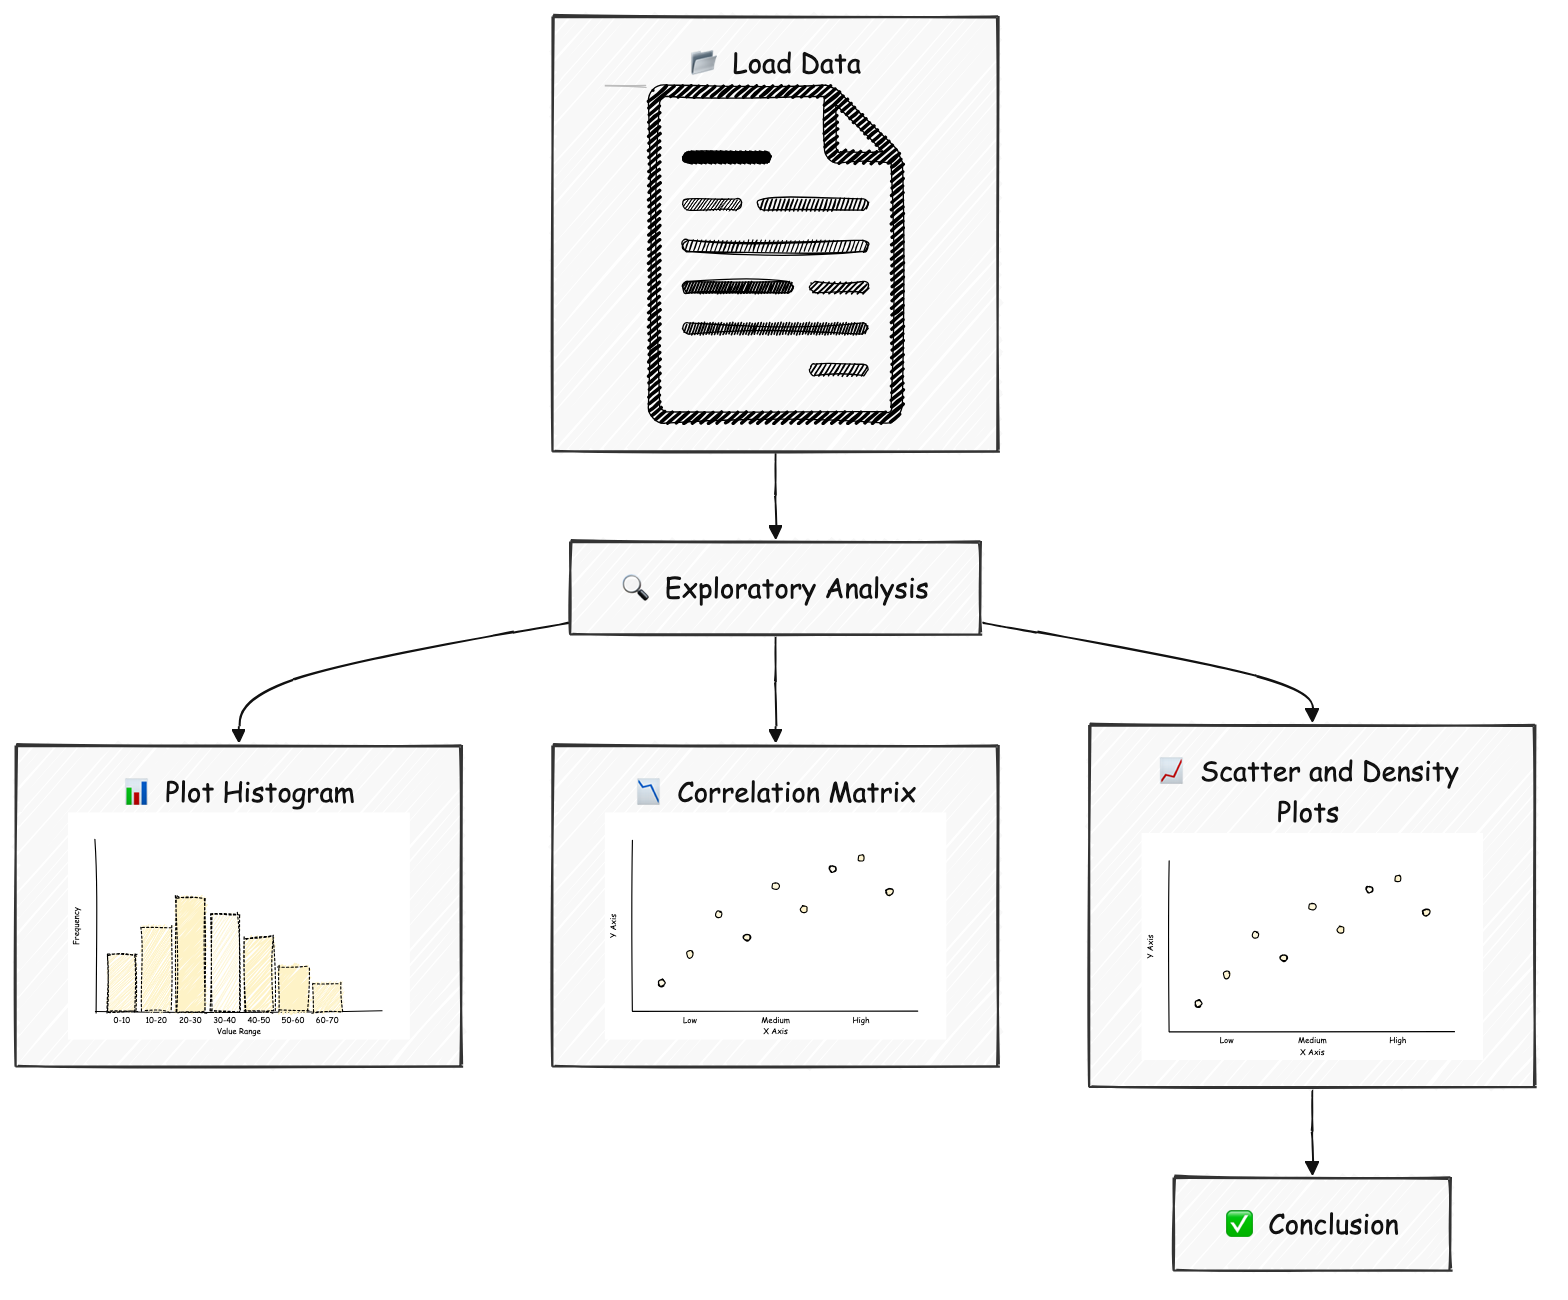 Load Data
Exploratory Analysis
Plot Histogram
Frequency
0-10 10-20 20-30 30-40 40-50 50-60 60-70
Value Range
Correlation Matrix
Y Axis
Low Medium High
X Axis
Scatter and Density
Plots
Y Axis
Low Medium High
X Axis
Conclusion